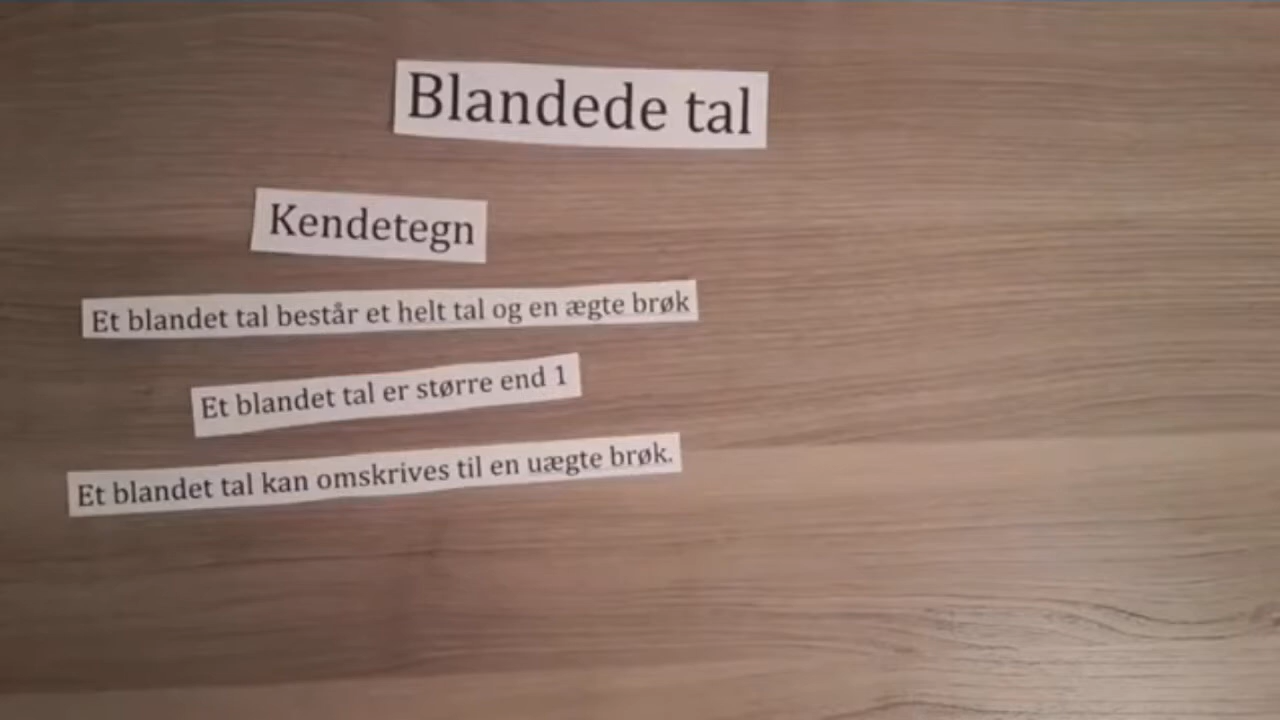 Blandede tal
Kendetegn
Et blandet tal består et helt tal og en ægte brøk
Et blandet tal er større end 1
Et blandet tal kan omskrives til en uægte brøk.